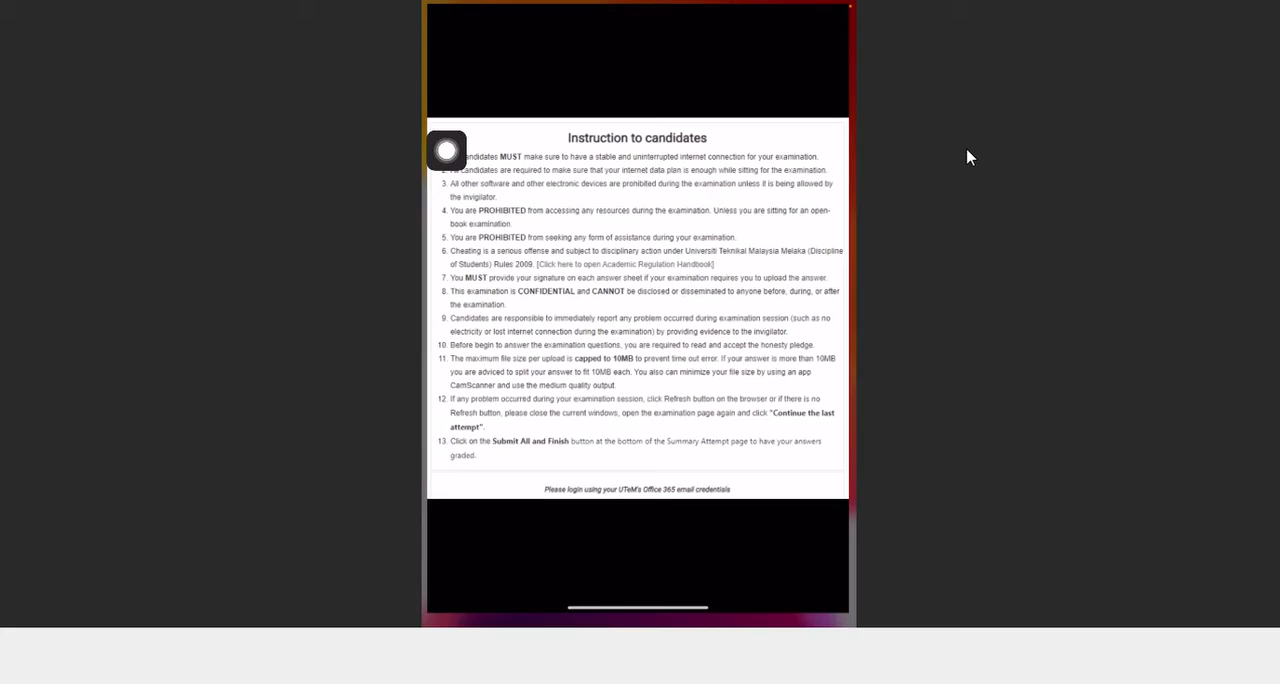 Instruction to candidates
andidates MUST make sure to have a stable and uninterrupted internet connection for your examination.
candidates are required to make sure that your internet data plan is enough while sitting for the examination.
3. All other software and other electronic devices are prohibited during the examination unless it is being allowed by
the invigilator.
4. You are PROHIBITED from accessing any resources during the examination. Unless you are sitting for an open-
book examination.
5. You are PROHIBITED from seeking any form of assistance during your examination.
6. Cheating is a serious offense and subject to disciplinary action under Universiti Teknikal Malaysia Melaka (Discipline
of Students) Rules 2009. [Click here to open Academic Regulation Handbook]
7. You MUST provide your signature on each answer sheet if your examination requires you to upload the answer.
8. This examination is CONFIDENTIAL and CANNOT be disclosed or disseminated to anyone before, during, or after
the examination.
9. Candidates are responsible to immediately report any problem occurred during examination session (such as no
electricity or lost internet connection during the examination) by providing evidence to the invigilator.
10. Before begin to answer the examination questions, you are required to read and accept the honesty pledge.
11. The maximum file size per upload is capped to 10MB to prevent time out error. If your answer is more than 10MB
you are adviced to split your answer to fit 10MB each. You also can minimize your file size by using an app
CamScanner and use the medium quality output.
12. If any problem occurred during your examination session, click Refresh button on the browser or if there is no
Refresh button, please close the current windows, open the examination page again and click "Continue the last
attempt".
13. Click on the Submit All and Finish button at the bottom of the Summary Attempt page to have your answers
graded.
Please login using your UTeM's Office 365 email credentials